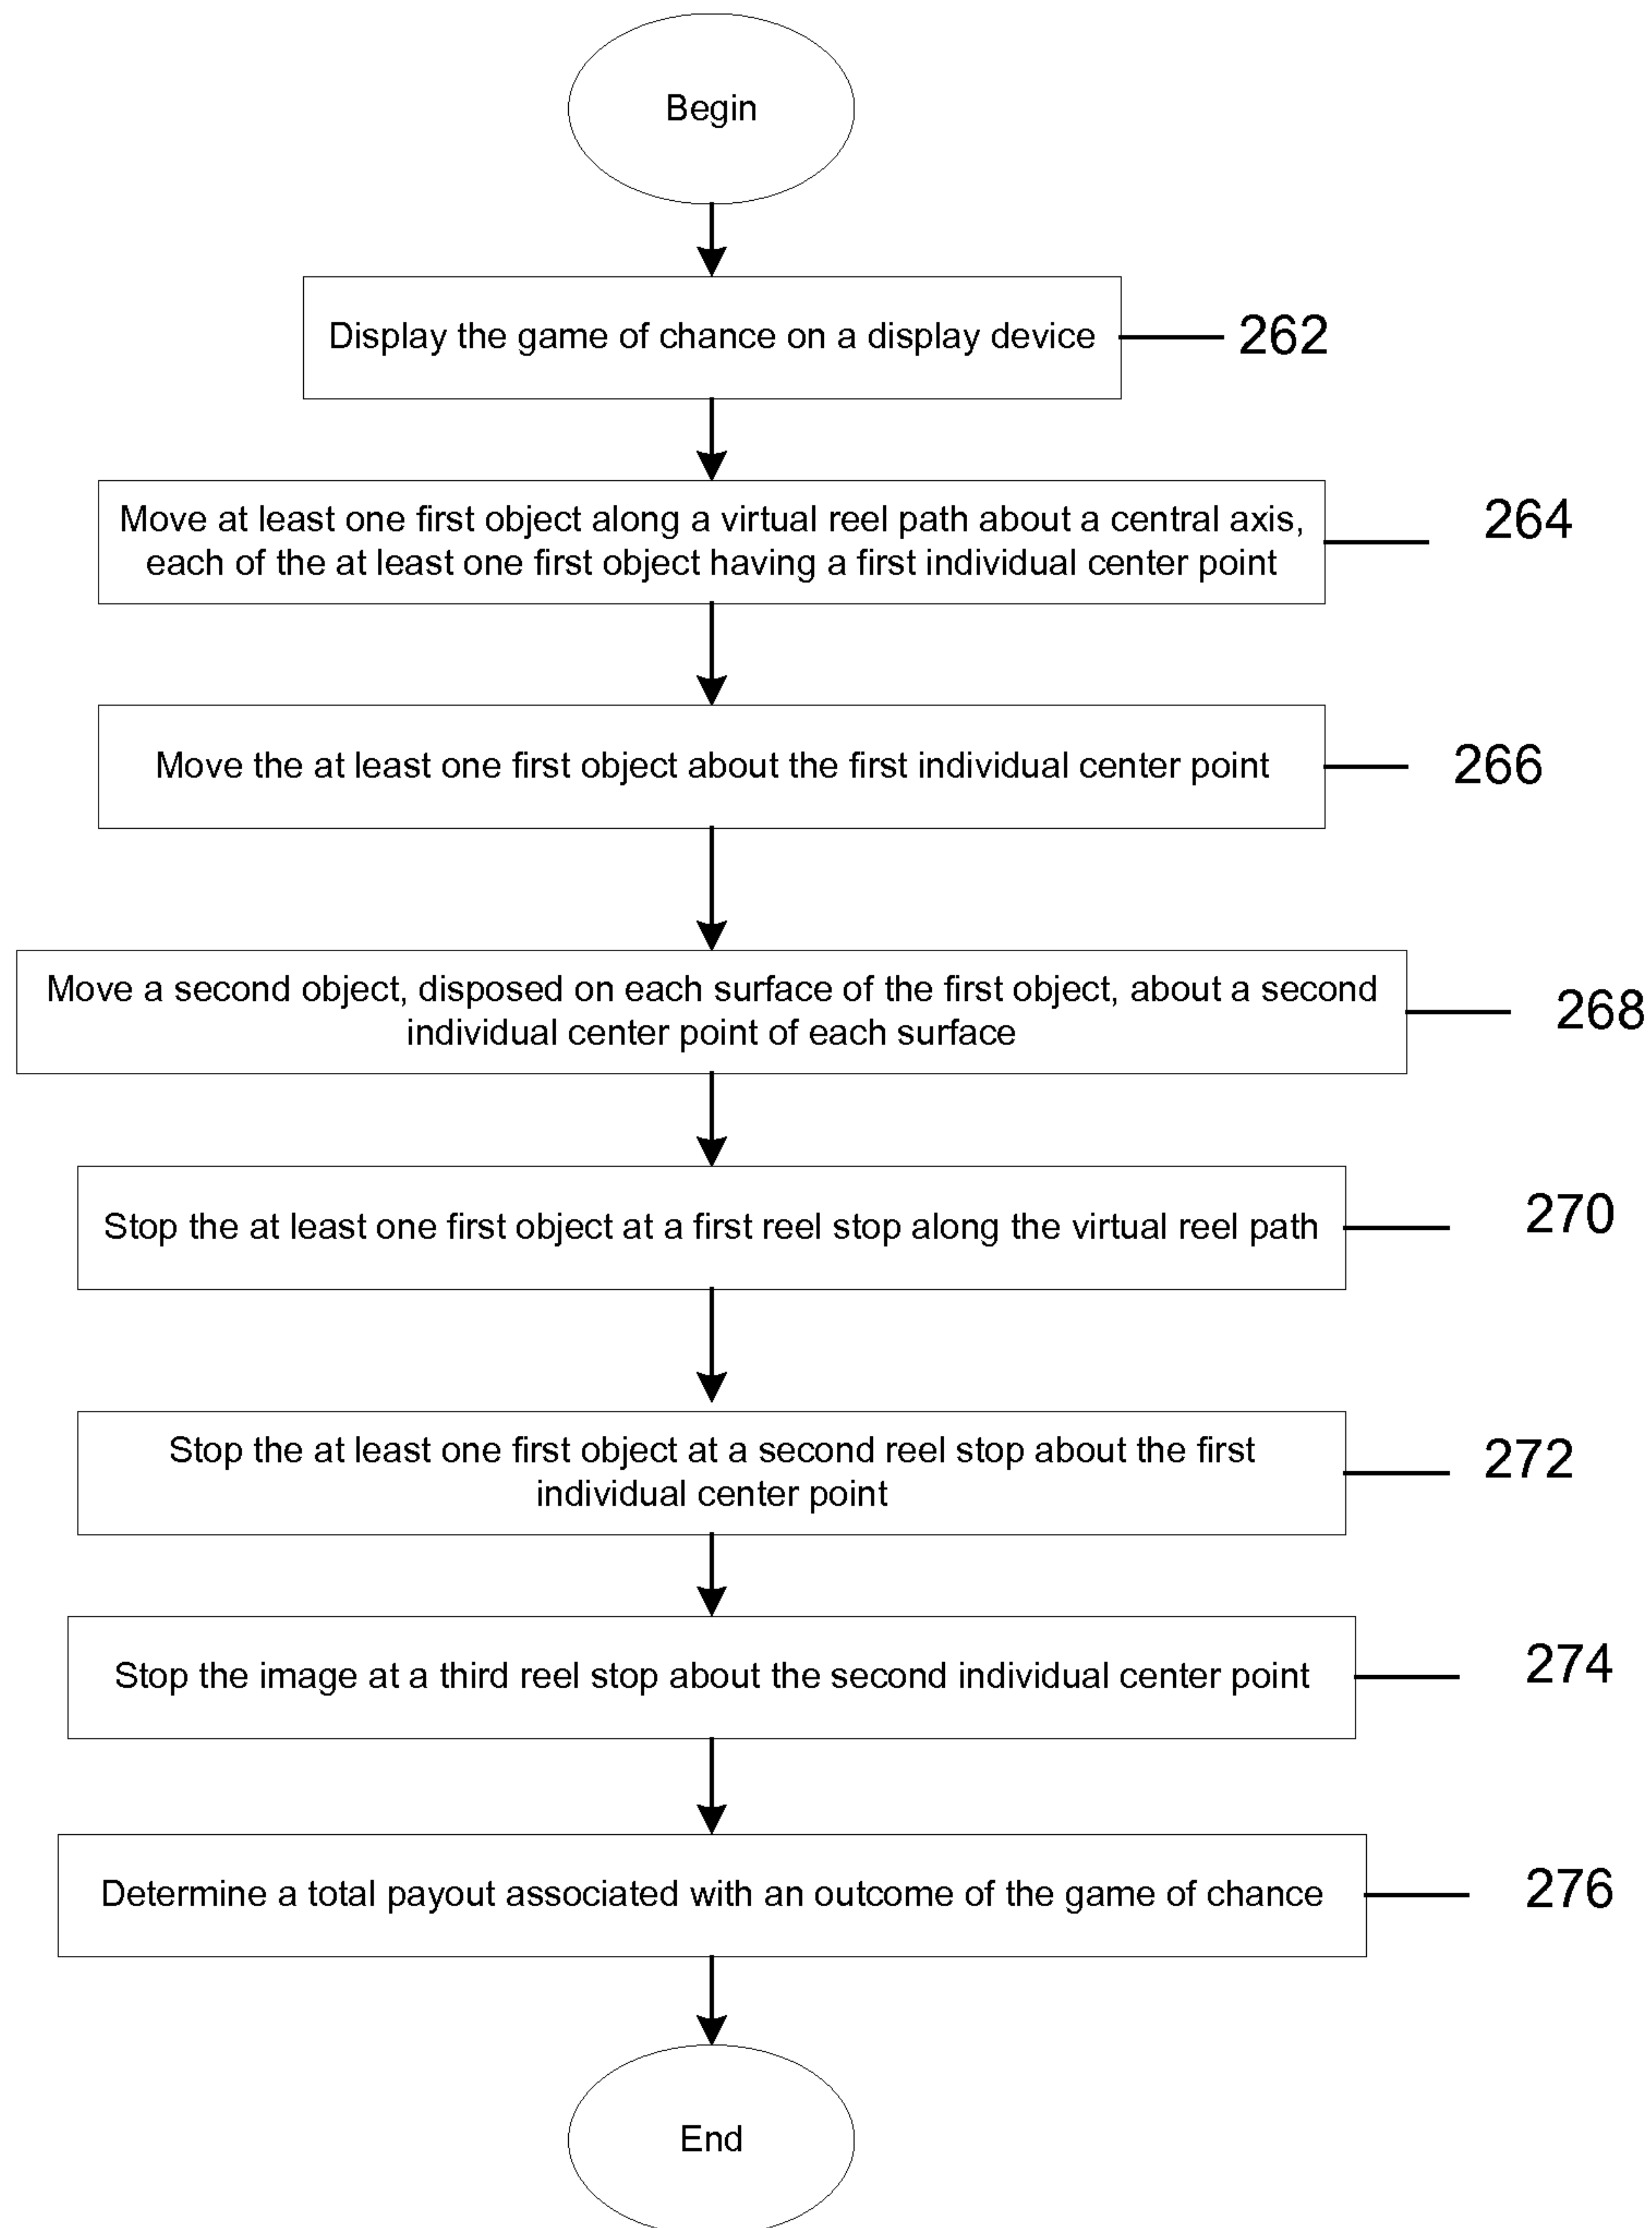 Begin
Display the game of chance on a display device
262
Move at least one first object along a virtual reel path about a central axis,
each of the at least one first object having a first individual center point
264
Move the at least one first object about the first individual center point
266
Move a second object, disposed on each surface of the first object, about a second
individual center point of each surface
268
Stop the at least one first object at a first reel stop along the virtual reel path
270
Stop the at least one first object at a second reel stop about the first
individual center point
272
Stop the image at a third reel stop about the second individual center point
274
Determine a total payout associated with an outcome of the game of chance
276
End